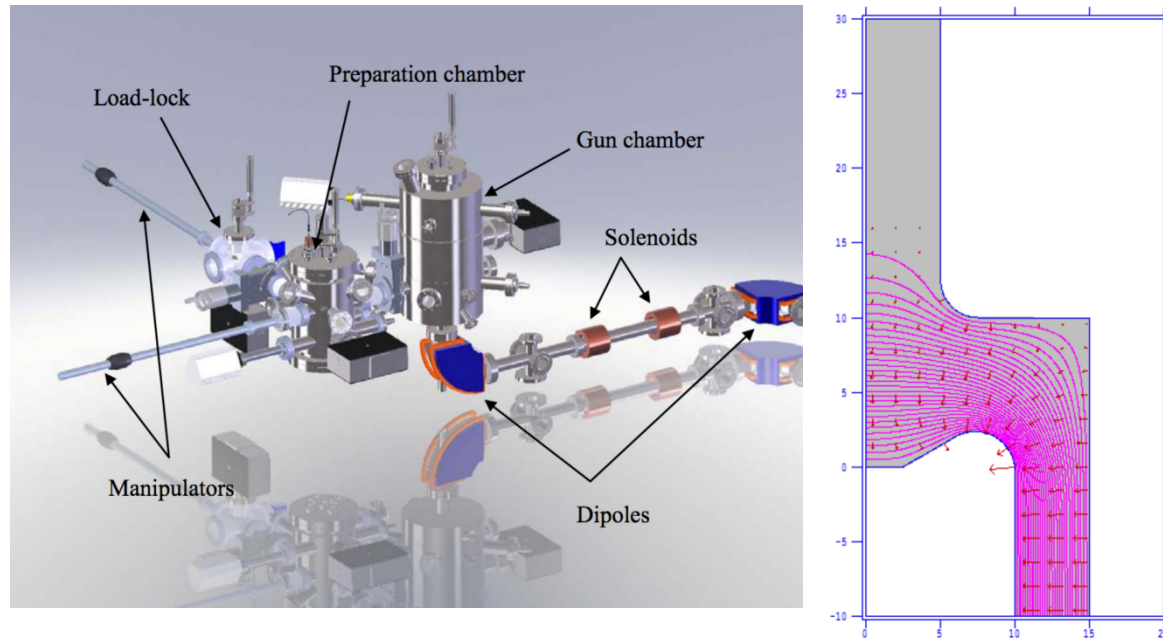 Preparation chamber
Load-lock
Gun chamber
Solenoids
Manipulators
Dipoles
30
25
20
15
10
5
0
-5
-10
0 5 10 15 20